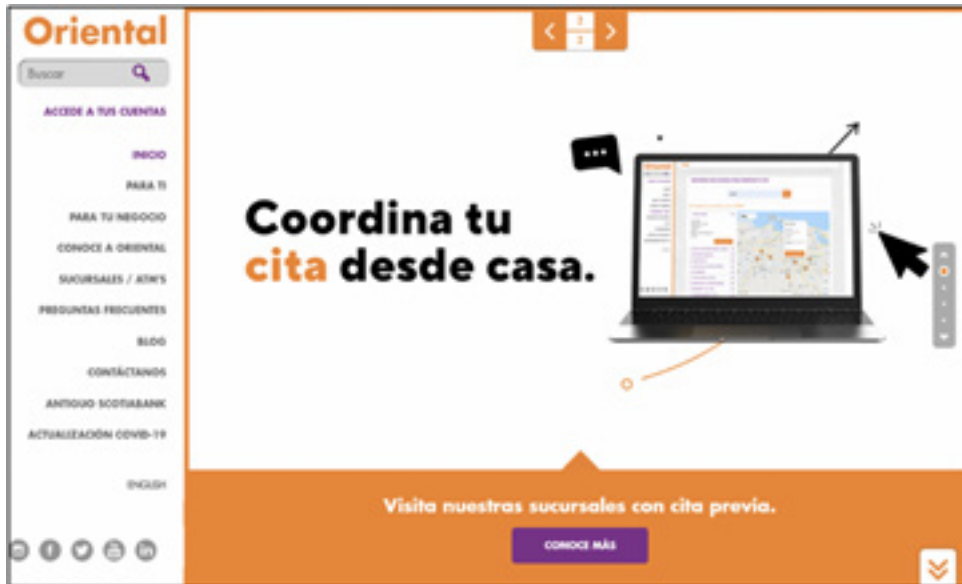 Oriental
Buscar
ACCEDE A TUS CUENTAS
INICIO
PARA TI
PARA TU NEGOCIO
CONOCE A ORIENTAL
SUCURSALES / ATM'S
PREGUNTAS FRECUENTES
BLOG
CONTÁCTANOS
ANTIGUO SCOTIABANK
ACTUALIZACIÓN COVID-19
ENGLISH
Coordina tu
cita desde casa.
Visita nuestras sucursales con cita previa.
CONOCE MÁS